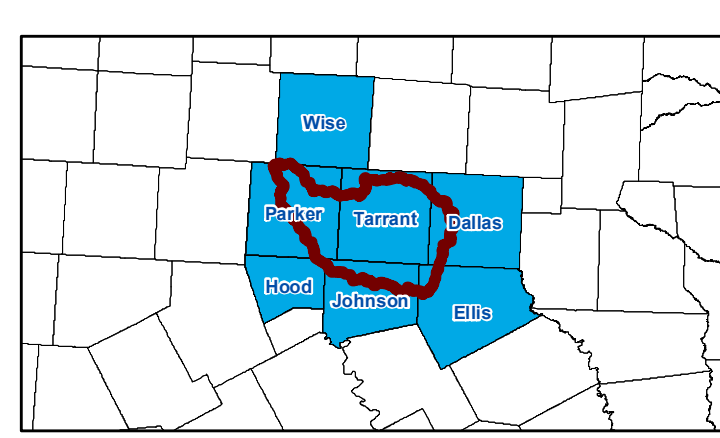 Wise
Parker
Tarrant
Dallas
Hood
Johnson
Ellis